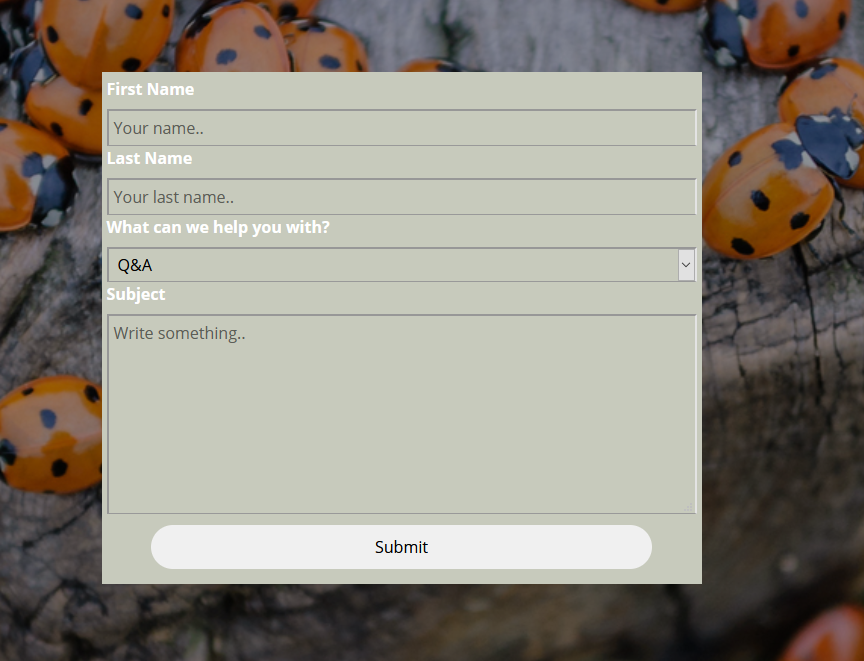 First Name
Your name..
Last Name
Your last name..
What can we help you with?
Q&A
Subject
Write something..
Submit